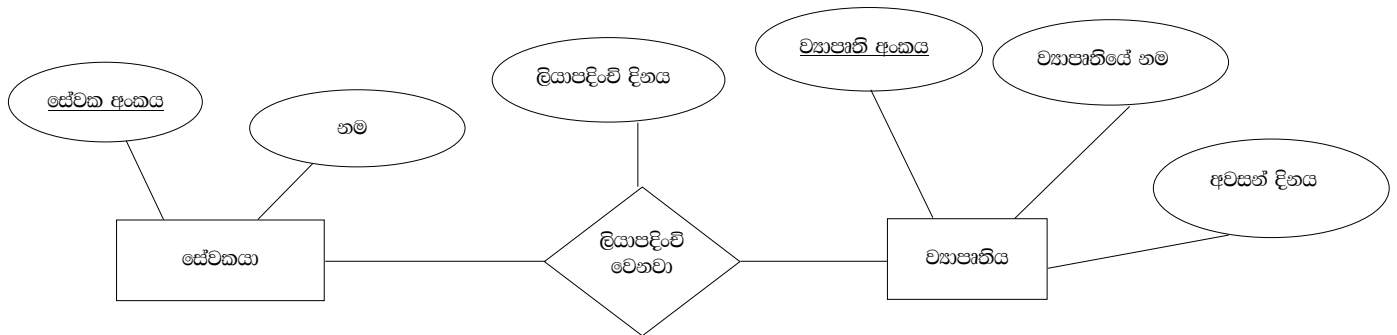 ව්‍යාපෘති අංකය
ව්‍යාපෘතියේ නම
ලියාපදිංචි දිනය
සේවක අංකය
නම
අවසන් දිනය
ලියාපදිංචි
වෙනවා
සේවකයා
ව්‍යාපෘතිය